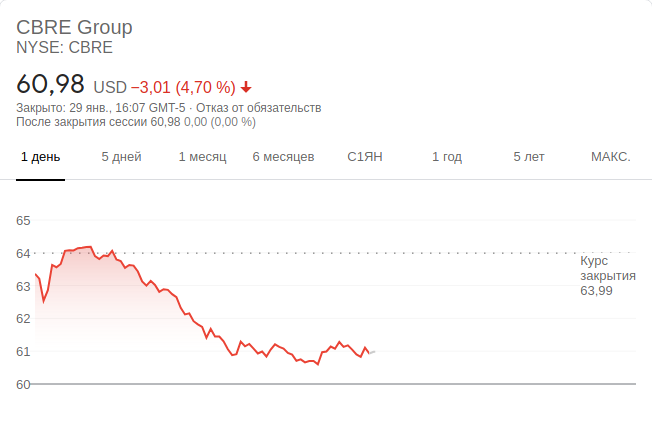 CBRE Group
NYSE: CBRE
60,98 USD −3,01 (4,70 %)
Закрыто: 29 янв., 16:07 GMT-5 · Отказ от обязательств
После закрытия сессии 60,98 0,00 (0,00 %)
1 день 5 дней 1 месяц 6 месяцев С1ЯН 1 год 5 лет МАКС.
65
64
63
62
61
60
Курс
закрытия
63,99